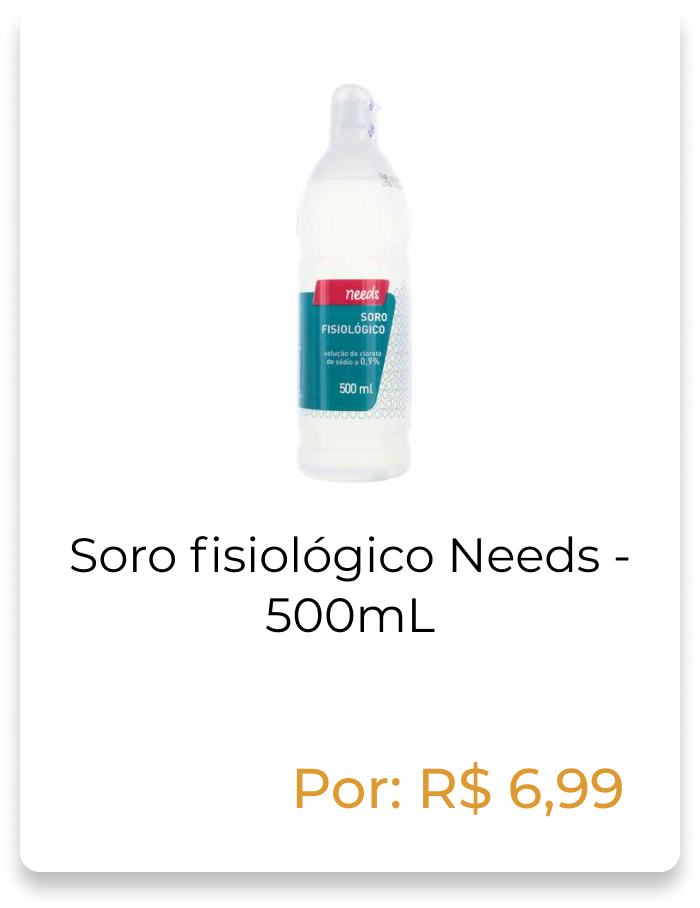 needs
SORO
FISIOLÓGICO
solução de cloreto
de sódio a 0,9%
500 ml
Soro fisiológico Needs -
500mL
Por: R$ 6,99